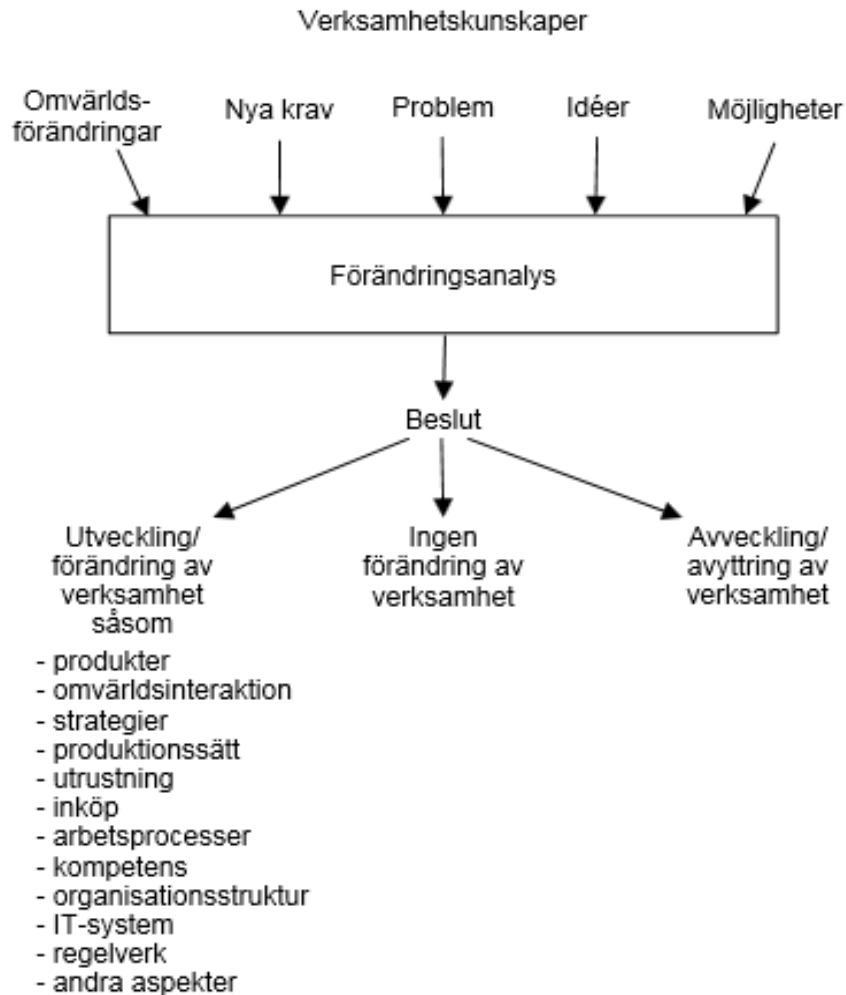 Verksamhetskunskaper
Omvärlds-
förändringar
Nya krav
Problem
Idéer
Möjligheter
Förändringsanalys
Beslut
Utveckling/
förändring av
verksamhet
såsom
- produkter
- omvärldsinteraktion
- strategier
- produktionssätt
- utrustning
- inköp
- arbetsprocesser
- kompetens
- organisationsstruktur
- IT-system
- regelverk
- andra aspekter
Ingen
förändring av
verksamhet
Avveckling/
avyttring av
verksamhet